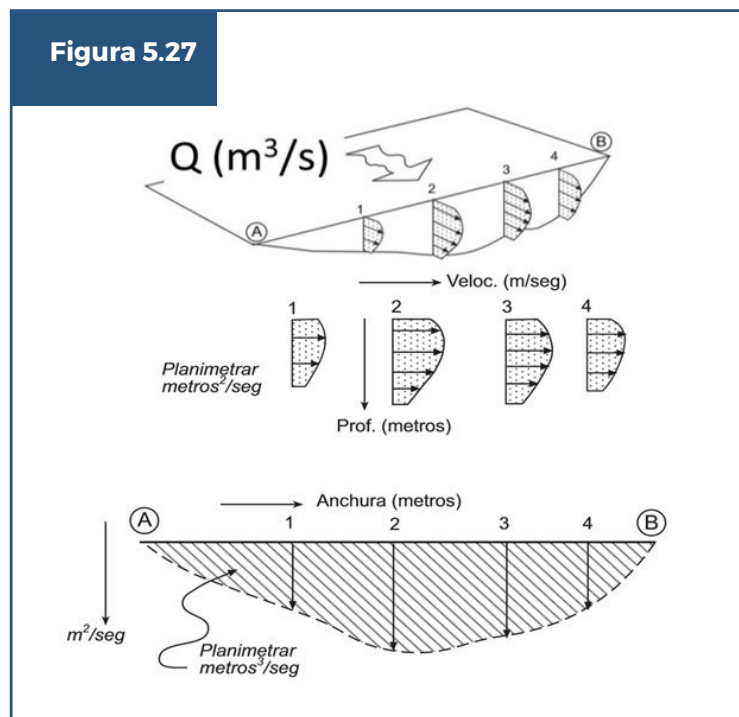 Figura 5.27
Q (m³/s)
B
4
3
2
1
A
Veloc. (m/seg)
1 2 3 4
Planimetrar
metros²/seg
Prof. (metros)
Anchura (metros)
A 1 2 3 4 B
m²/seg
Planimetrar
metros³/seg